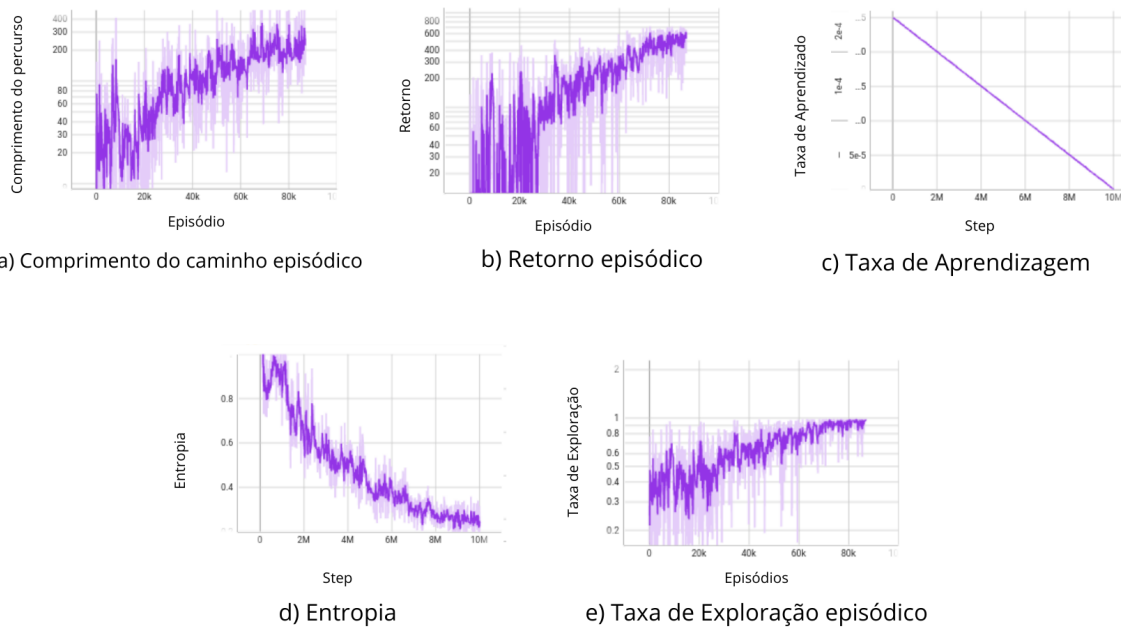 Comprimento do percurso
400
300
200
80
60
40
30
20
0
20k
40k
60k
80k
Episódio
a) Comprimento do caminho episódico
Retorno
800
600
400
300
200
80
60
40
30
20
0
20k
40k
60k
80k
Episódio
b) Retorno episódico
Taxa de Aprendizado
2e-4
1e-4
...5
...0
...5
...0
5e-5
0
2M
4M
6M
8M
10M
Step
c) Taxa de Aprendizagem
Entropia
0.8
0.6
0.4
0
2M
4M
6M
8M
10M
Step
d) Entropia
Taxa de Exploração
2
1
0.8
0.6
0.5
0.4
0.3
0.2
0
20k
40k
60k
80k
Episódios
e) Taxa de Exploração episódico